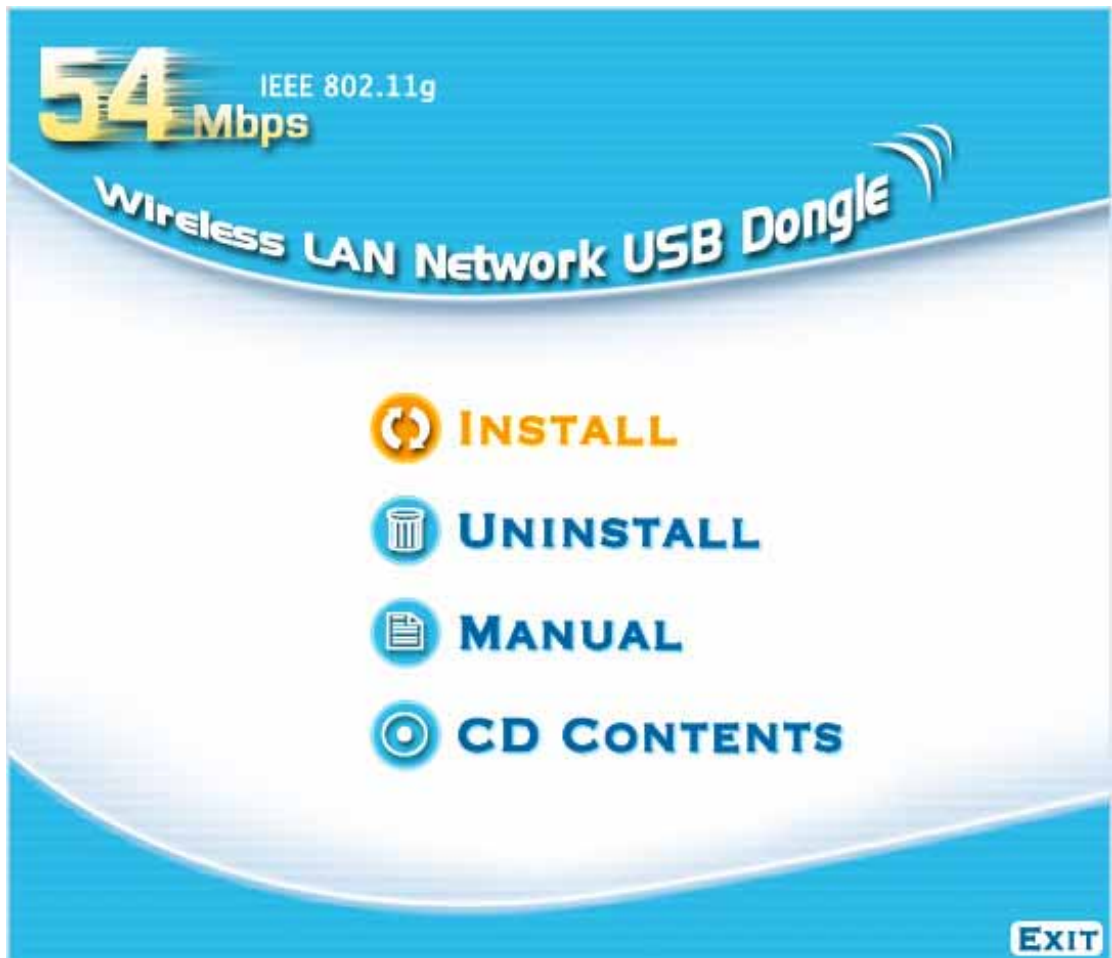 54 Mbps IEEE 802.11g
Wireless LAN Network USB Dongle
INSTALL
UNINSTALL
MANUAL
CD CONTENTS
EXIT